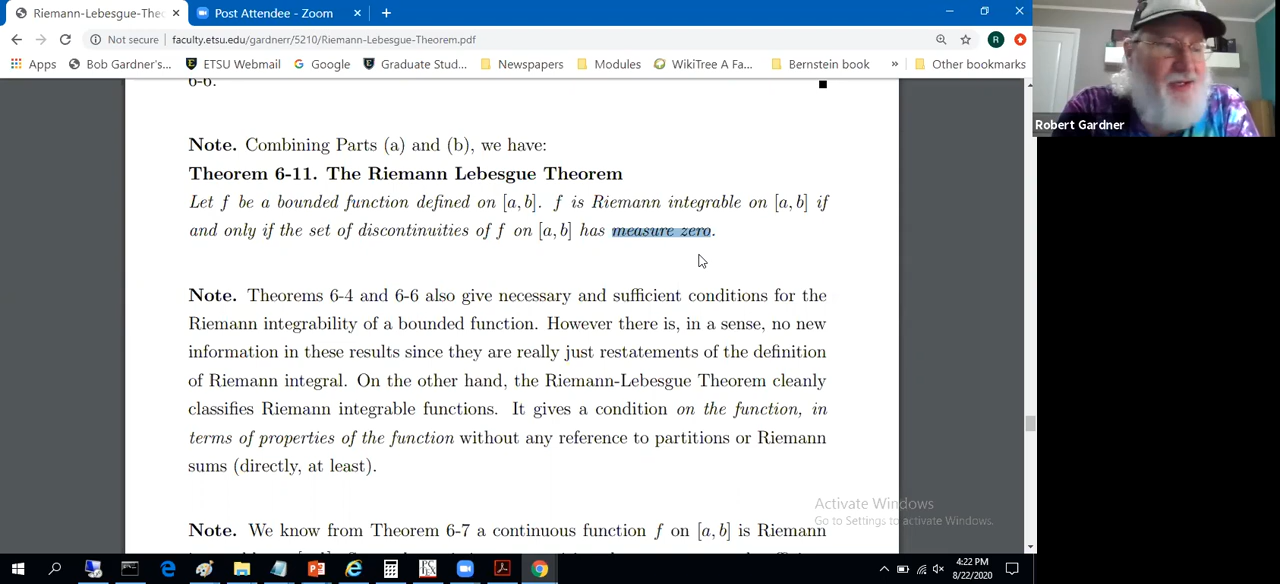 Riemann-Lebesgue-Theo
Post Attendee - Zoom
Not secure | faculty.etsu.edu/gardnerr/5210/Riemann-Lebesgue-Theorem.pdf
R
Apps Bob Gardner's... ETSU Webmail Google Graduate Stud... Newspapers Modules WikiTree A Fa... Bernstein book » Other bookmarks
6-6.
Robert Gardner
Note. Combining Parts (a) and (b), we have:
Theorem 6-11. The Riemann Lebesgue Theorem
Let f be a bounded function defined on [a, b]. f is Riemann integrable on [a, b] if
and only if the set of discontinuities of f on [a, b] has measure zero.
Note. Theorems 6-4 and 6-6 also give necessary and sufficient conditions for the
Riemann integrability of a bounded function. However there is, in a sense, no new
information in these results since they are really just restatements of the definition
of Riemann integral. On the other hand, the Riemann-Lebesgue Theorem cleanly
classifies Riemann integrable functions. It gives a condition on the function, in
terms of properties of the function without any reference to partitions or Riemann
sums (directly, at least).
Activate Windows
Go to Settings to activate Windows.
Note. We know from Theorem 6-7 a continuous function f on [a, b] is Riemann
4:22 PM
8/22/2020